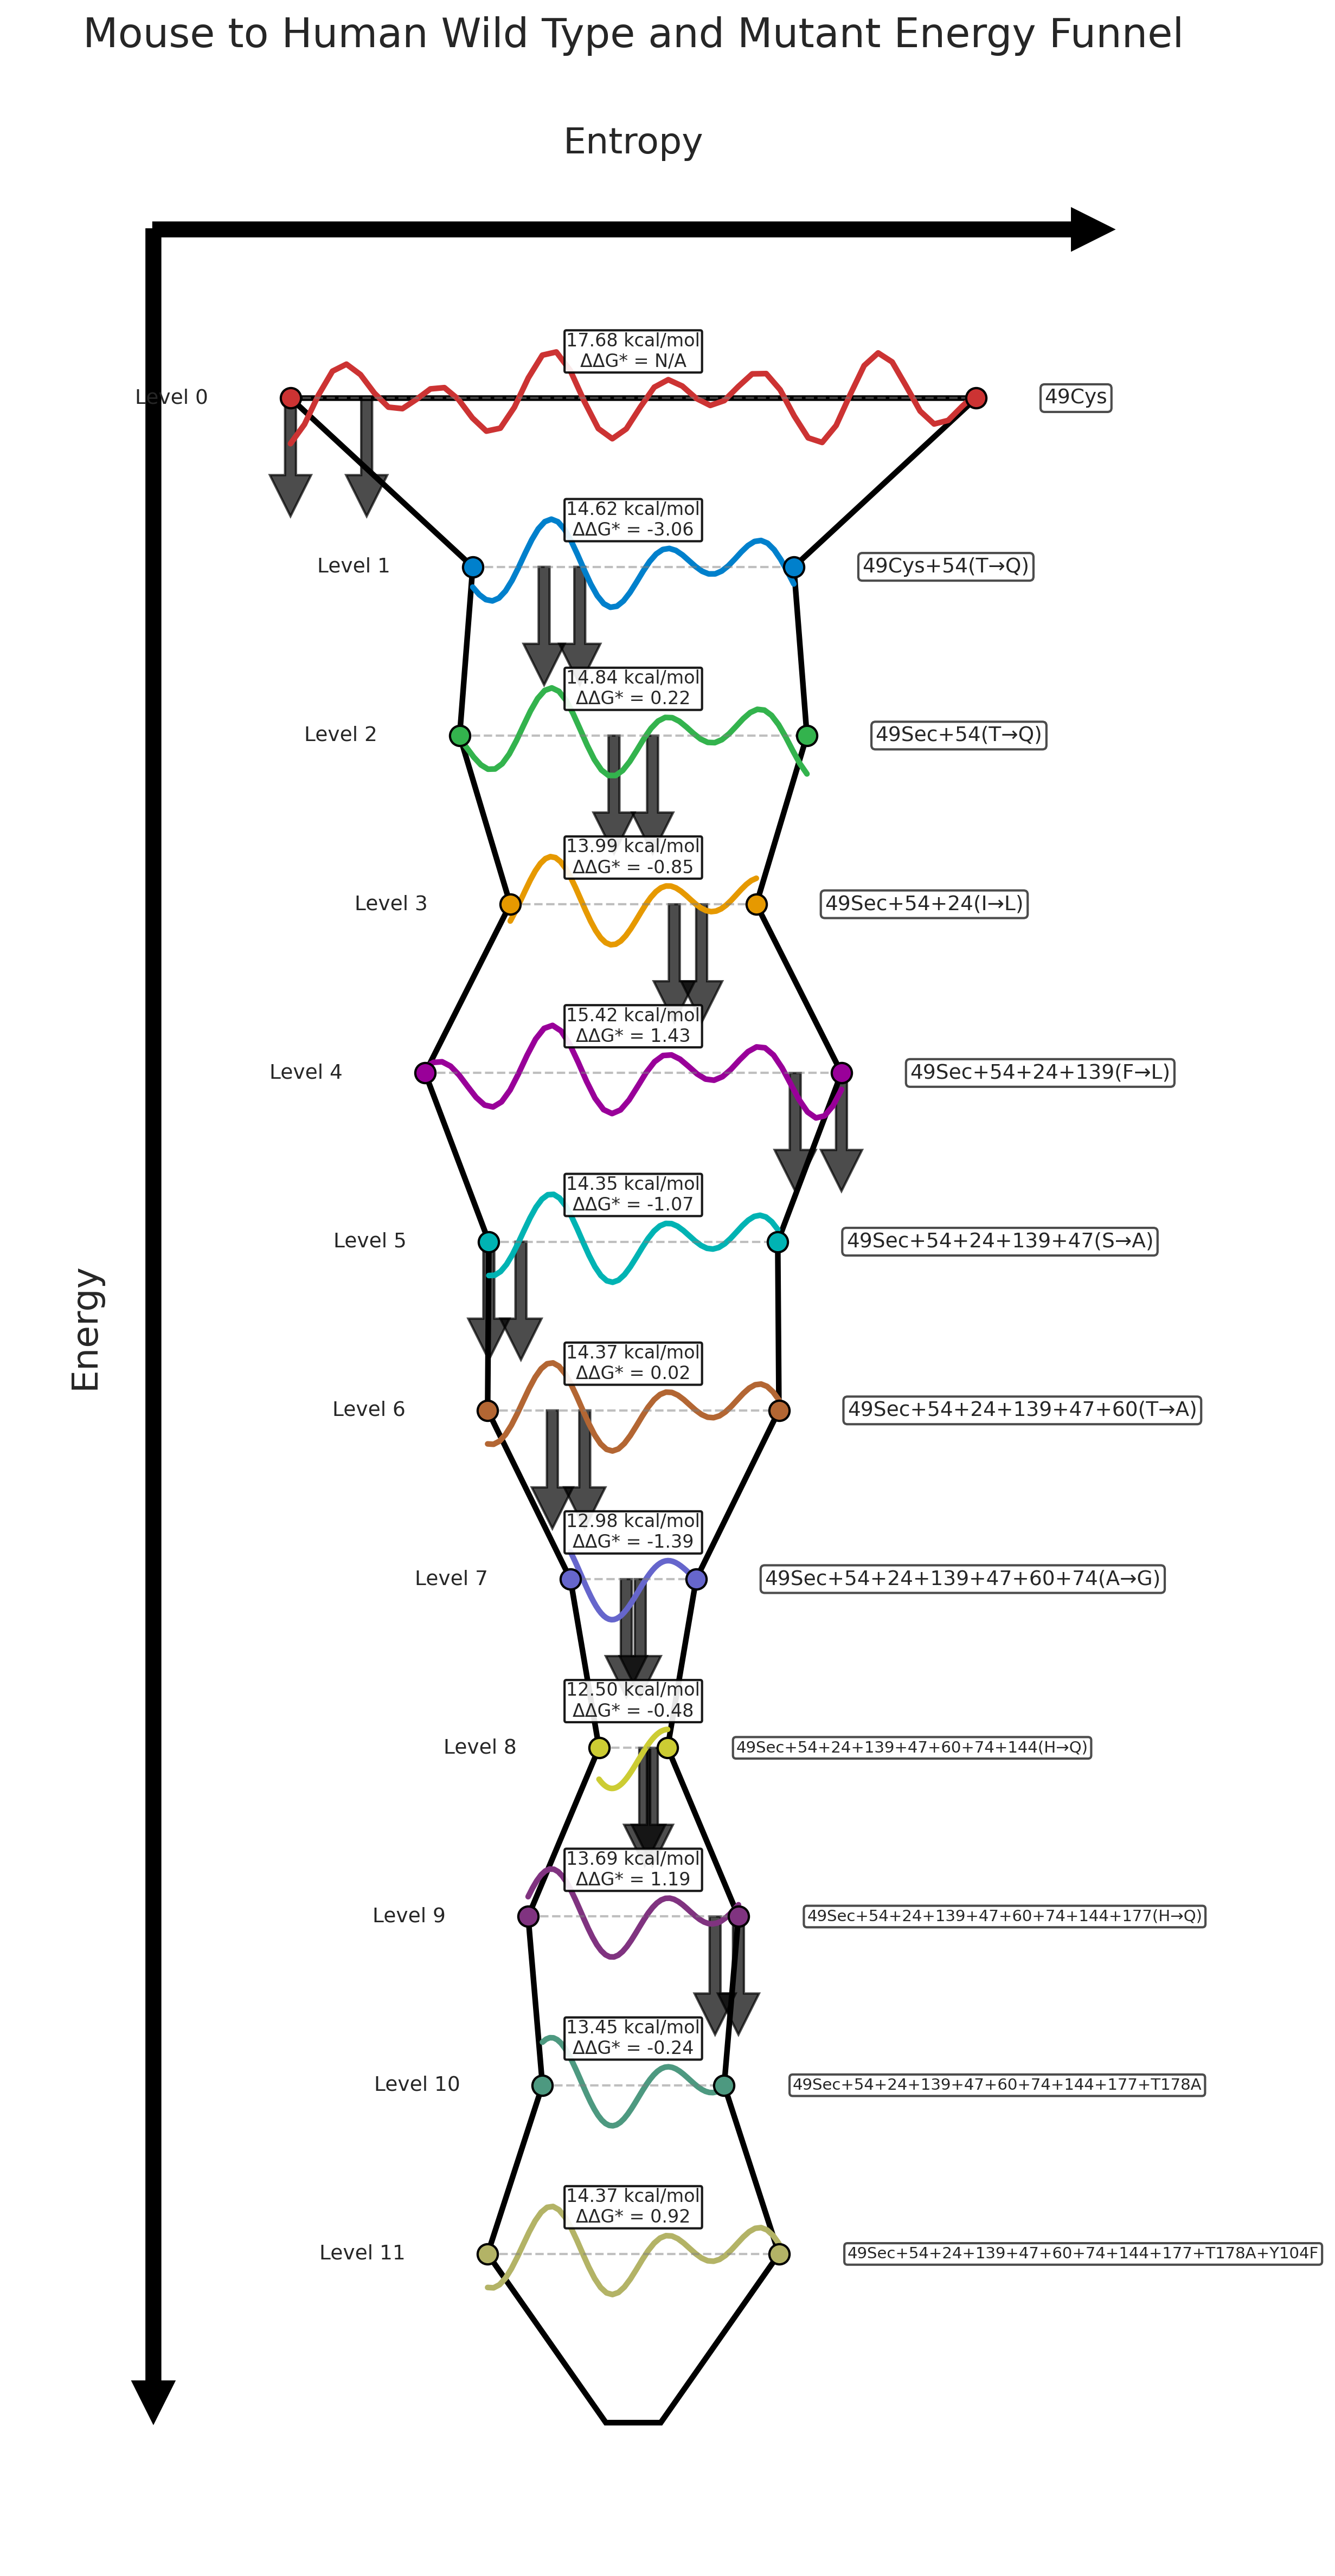 Mouse to Human Wild Type and Mutant Energy Funnel
Entropy
Energy
17.68 kcal/mol
ΔΔG* = N/A
Level 0
49Cys
14.62 kcal/mol
ΔΔG* = -3.06
Level 1
49Cys+54(T→Q)
14.84 kcal/mol
ΔΔG* = 0.22
Level 2
49Sec+54(T→Q)
13.99 kcal/mol
ΔΔG* = -0.85
Level 3
49Sec+54+24(I→L)
15.42 kcal/mol
ΔΔG* = 1.43
Level 4
49Sec+54+24+139(F→L)
14.35 kcal/mol
ΔΔG* = -1.07
Level 5
49Sec+54+24+139+47(S→A)
14.37 kcal/mol
ΔΔG* = 0.02
Level 6
49Sec+54+24+139+47+60(T→A)
12.98 kcal/mol
ΔΔG* = -1.39
Level 7
49Sec+54+24+139+47+60+74(A→G)
12.50 kcal/mol
ΔΔG* = -0.48
Level 8
49Sec+54+24+139+47+60+74+144(H→Q)
13.69 kcal/mol
ΔΔG* = 1.19
Level 9
49Sec+54+24+139+47+60+74+144+177(H→Q)
13.45 kcal/mol
ΔΔG* = -0.24
Level 10
49Sec+54+24+139+47+60+74+144+177+T178A
14.37 kcal/mol
ΔΔG* = 0.92
Level 11
49Sec+54+24+139+47+60+74+144+177+T178A+Y104F